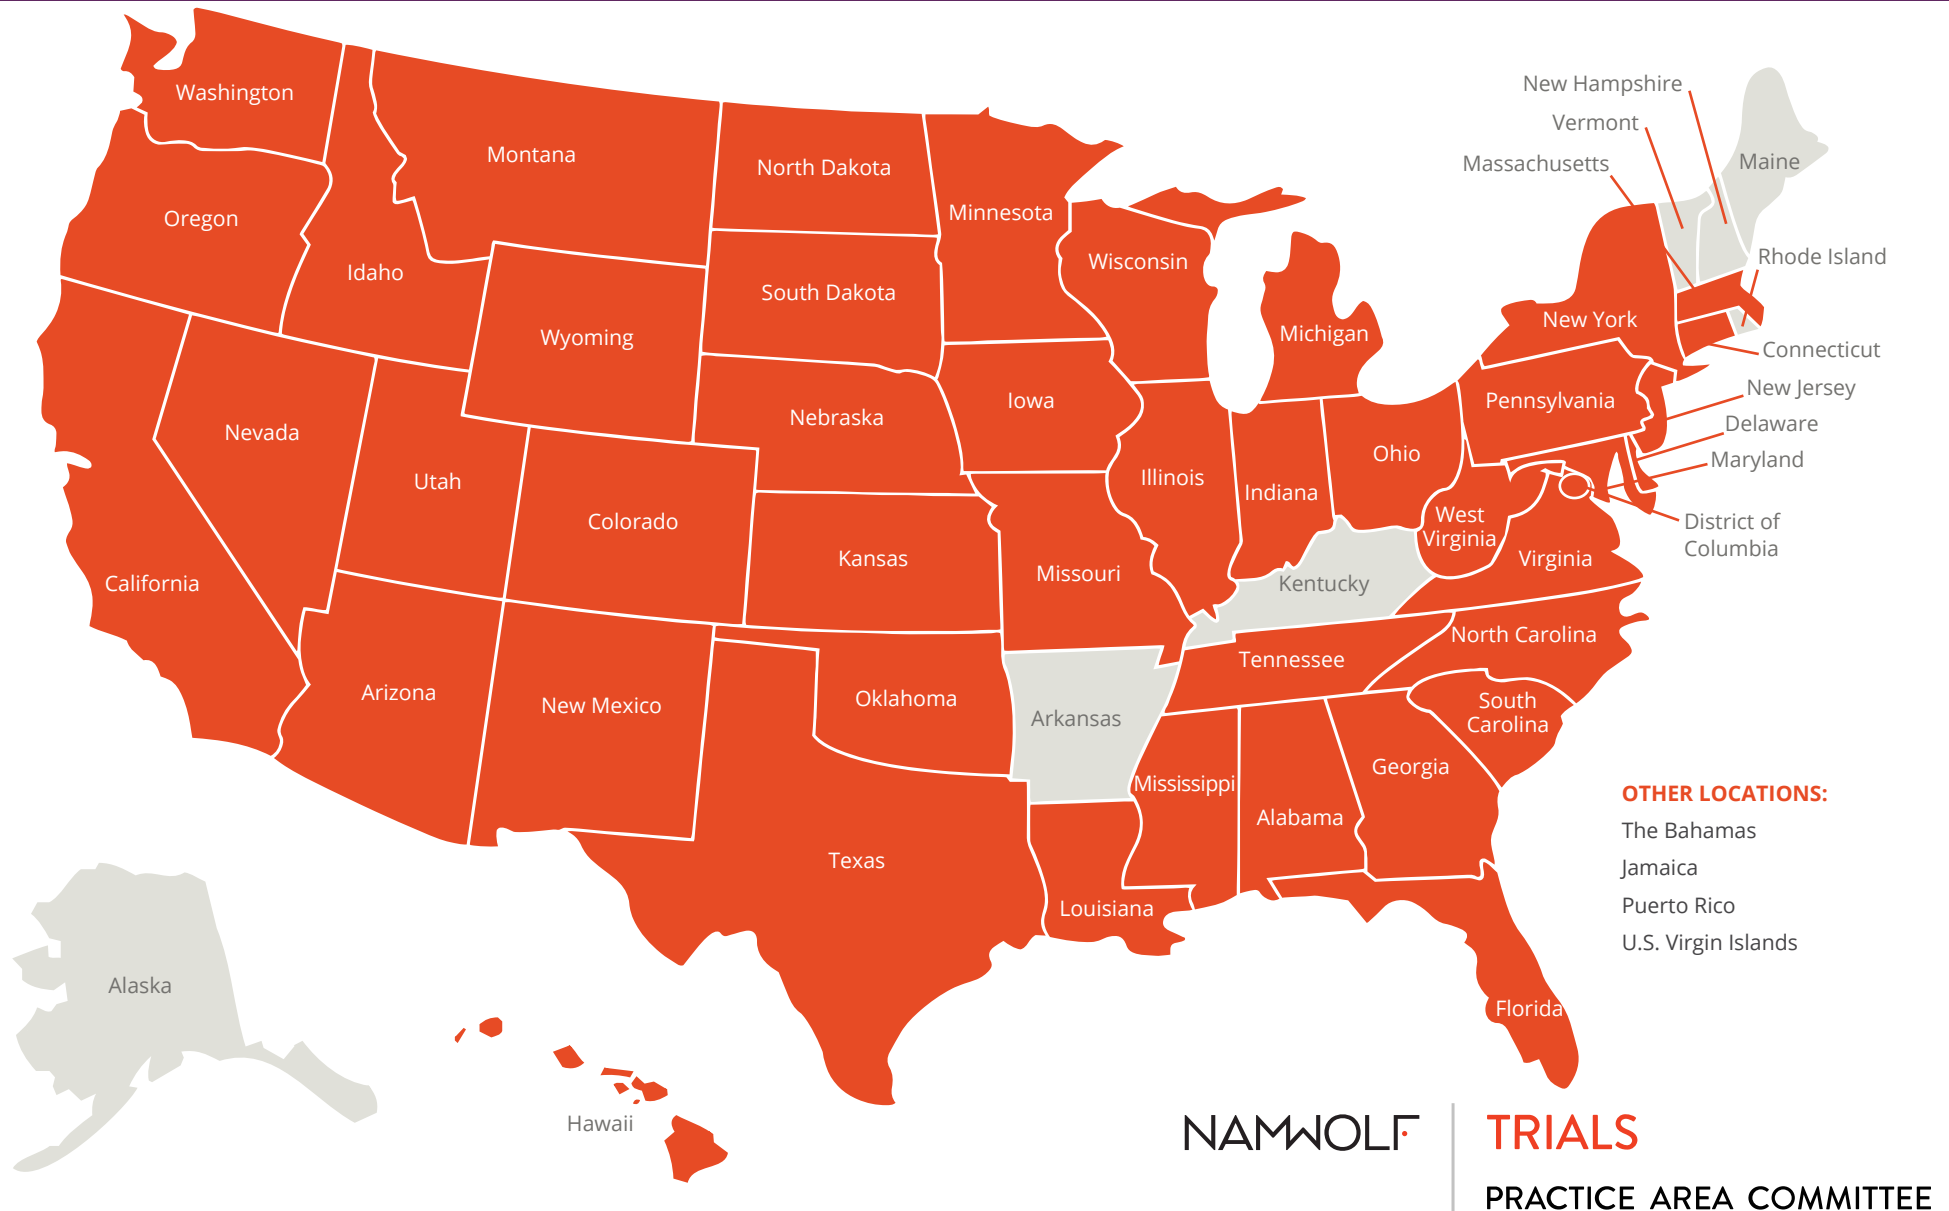 Washington
Montana
North Dakota
Minnesota
Oregon
Idaho
Wyoming
South Dakota
Wisconsin
Michigan
New Hampshire
Vermont
Massachusetts
Maine
Rhode Island
New York
Connecticut
New Jersey
Delaware
Maryland
District of
Columbia
Pennsylvania
Nevada
Utah
Colorado
Nebraska
Iowa
Illinois
Indiana
Ohio
West
Virginia
Virginia
California
Kansas
Missouri
Kentucky
Arizona
New Mexico
Oklahoma
Arkansas
Tennessee
North Carolina
South
Carolina
Texas
Louisiana
Mississippi
Alabama
Georgia
Florida
Alaska
Hawaii
OTHER LOCATIONS:
The Bahamas
Jamaica
Puerto Rico
U.S. Virgin Islands
NAMWOLF
TRIALS
PRACTICE AREA COMMITTEE